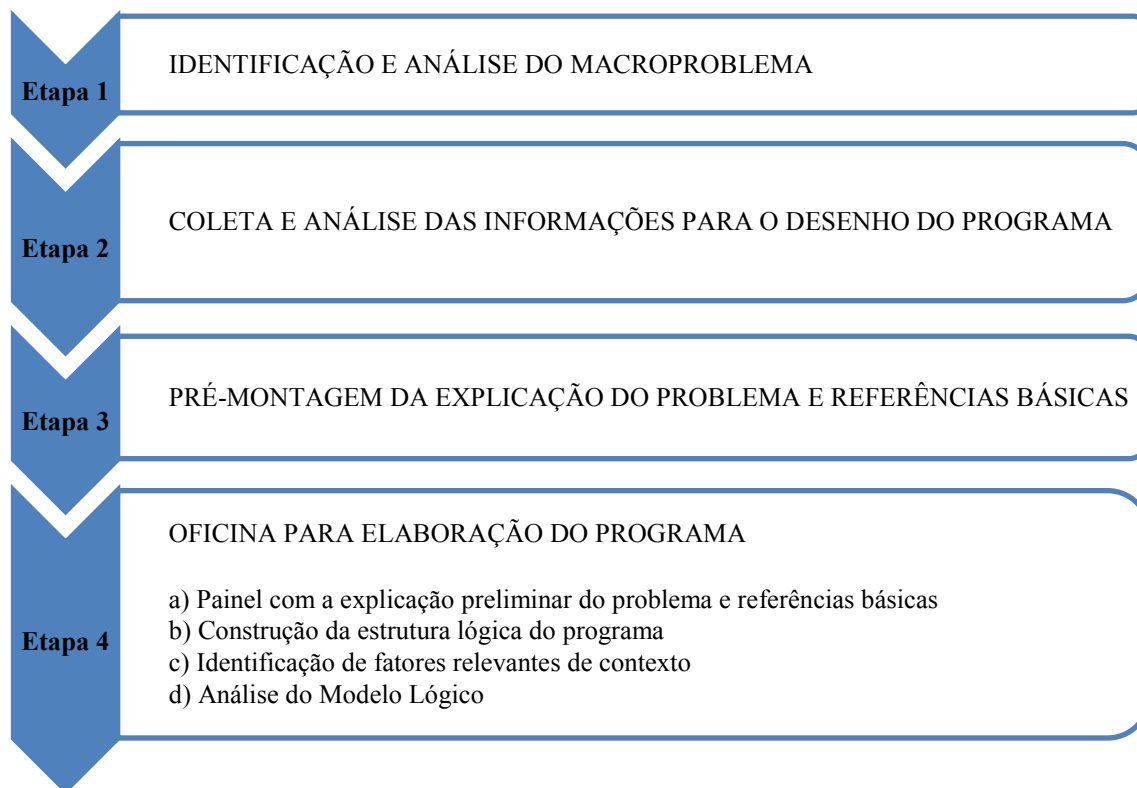 Etapa 1
IDENTIFICAÇÃO E ANÁLISE DO MACROPROBLEMA
Etapa 2
COLETA E ANÁLISE DAS INFORMAÇÕES PARA O DESENHO DO PROGRAMA
Etapa 3
PRÉ-MONTAGEM DA EXPLICAÇÃO DO PROBLEMA E REFERÊNCIAS BÁSICAS
Etapa 4
OFICINA PARA ELABORAÇÃO DO PROGRAMA
a) Painel com a explicação preliminar do problema e referências básicas
b) Construção da estrutura lógica do programa
c) Identificação de fatores relevantes de contexto
d) Análise do Modelo Lógico